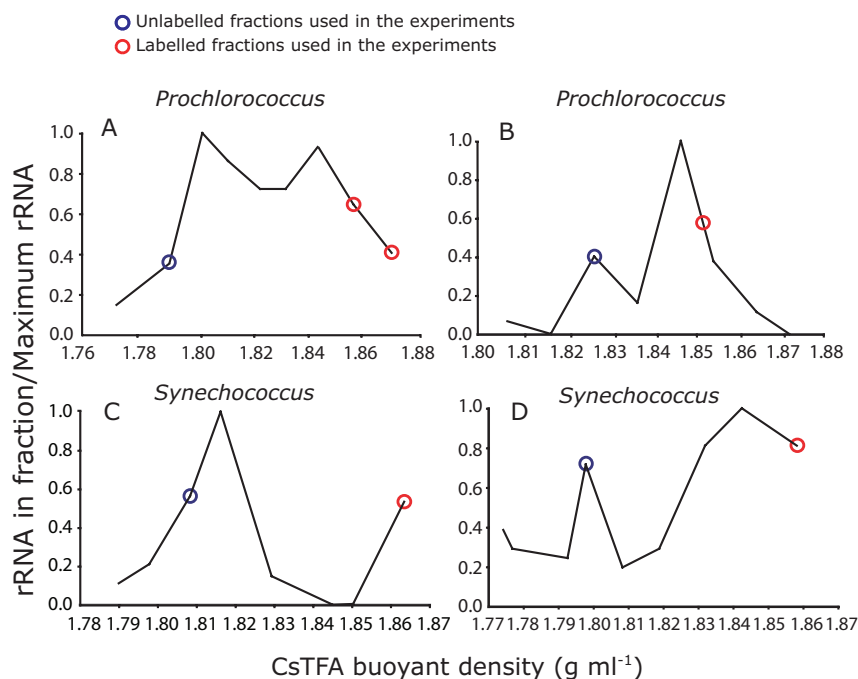 Unlabelled fractions used in the experiments
Labelled fractions used in the experiments
Prochlorococcus
A
1.0
0.8
0.6
0.4
0.2
0.0
1.76 1.78 1.80 1.82 1.84 1.86 1.88
Prochlorococcus
B
1.0
0.8
0.6
0.4
0.2
0.0
1.80 1.81 1.82 1.83 1.84 1.85 1.86 1.87 1.88
Synechococcus
C
1.0
0.8
0.6
0.4
0.2
0.0
1.78 1.79 1.80 1.81 1.82 1.83 1.84 1.85 1.86 1.87
Synechococcus
D
1.0
0.8
0.6
0.4
0.2
0.0
1.77 1.78 1.79 1.80 1.81 1.82 1.83 1.84 1.85 1.86 1.87
rRNA in fraction/Maximum rRNA
CsTFA buoyant density (g ml⁻¹)